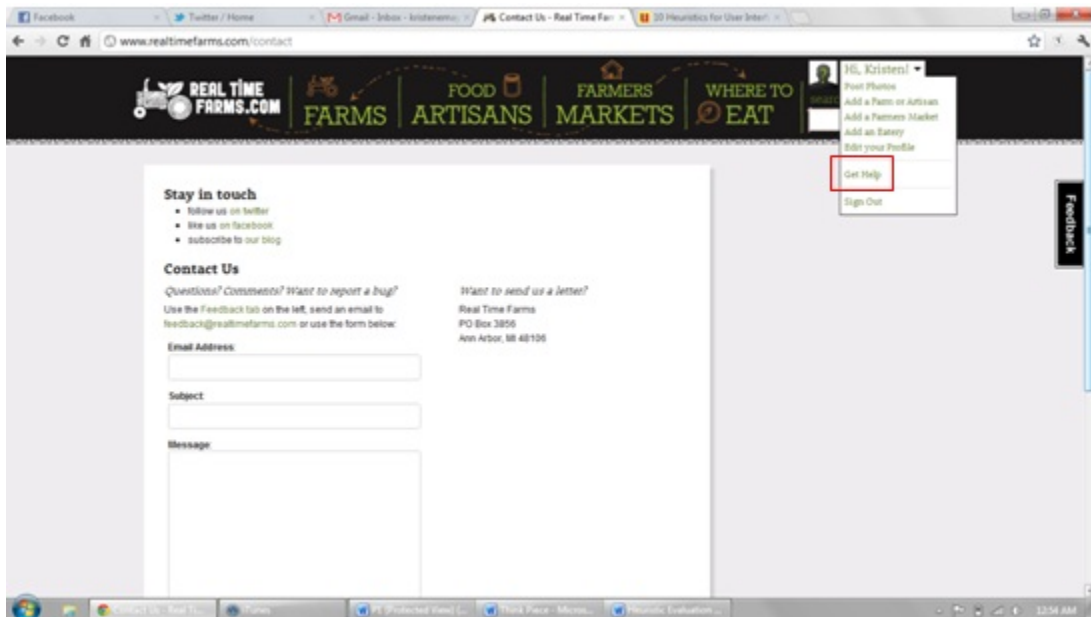 Facebook
Twitter / Home
Gmail - Inbox - kristenemu
Contact Us - Real Time Far
10 Heuristics for User Interf
www.realtimefarms.com/contact
REAL TIME
FARMS.COM
FARMS
FOOD
ARTISANS
FARMERS
MARKETS
WHERE TO
EAT
Hi, Kristen!
Post Photos
Add a Farm or Artisan
Add a Farmers Market
Add an Eatery
Edit your Profile
Get Help
Sign Out
Feedback
Stay in touch
follow us on twitter
like us on facebook
subscribe to our blog
Contact Us
Questions? Comments? Want to report a bug?
Use the Feedback tab on the left, send an email to
feedback@realtimefarms.com or use the form below:
Want to send us a letter?
Real Time Farms
PO Box 3856
Ann Arbor, MI 48106
Email Address:
Subject:
Message:
Contact Us - Real Ti...
iTunes
(Protected View) (...
Think Piece - Micros...
Heuristic Evaluation ...
12:54 AM